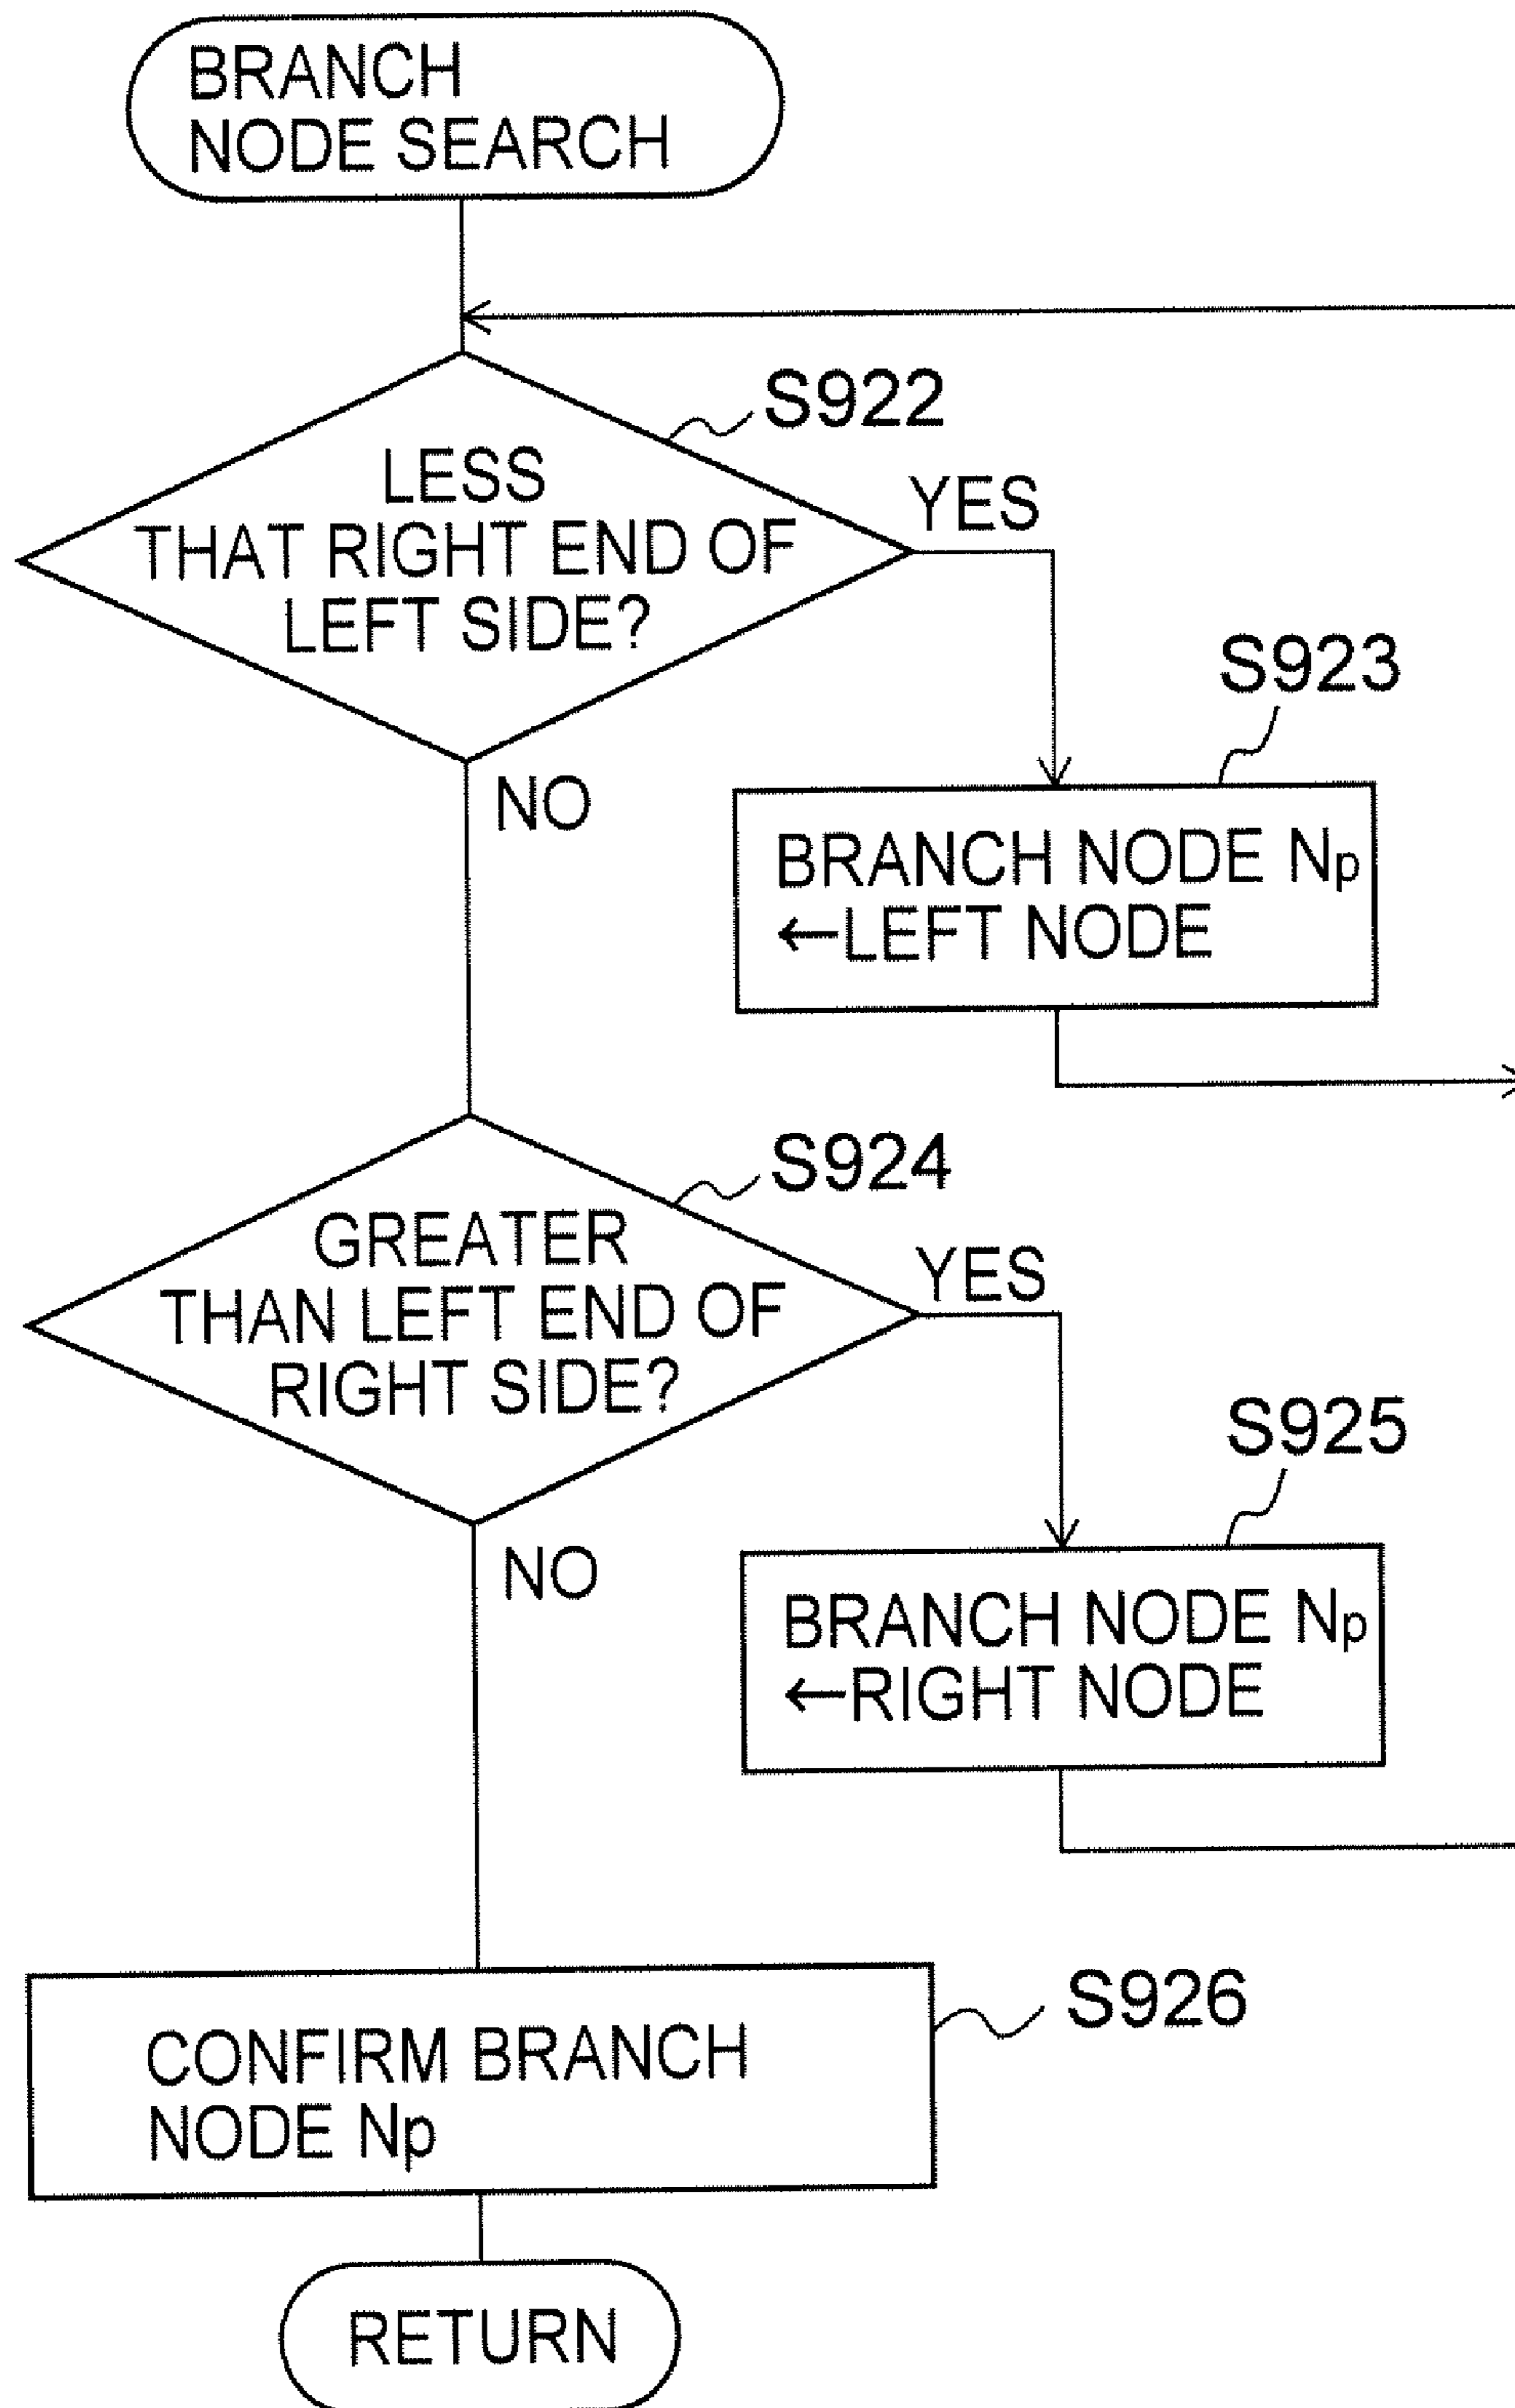 BRANCH
NODE SEARCH
S922
LESS
THAT RIGHT END OF
LEFT SIDE?
YES
NO
S923
BRANCH NODE Np
←LEFT NODE
S924
GREATER
THAN LEFT END OF
RIGHT SIDE?
YES
NO
S925
BRANCH NODE Np
←RIGHT NODE
S926
CONFIRM BRANCH
NODE Np
RETURN